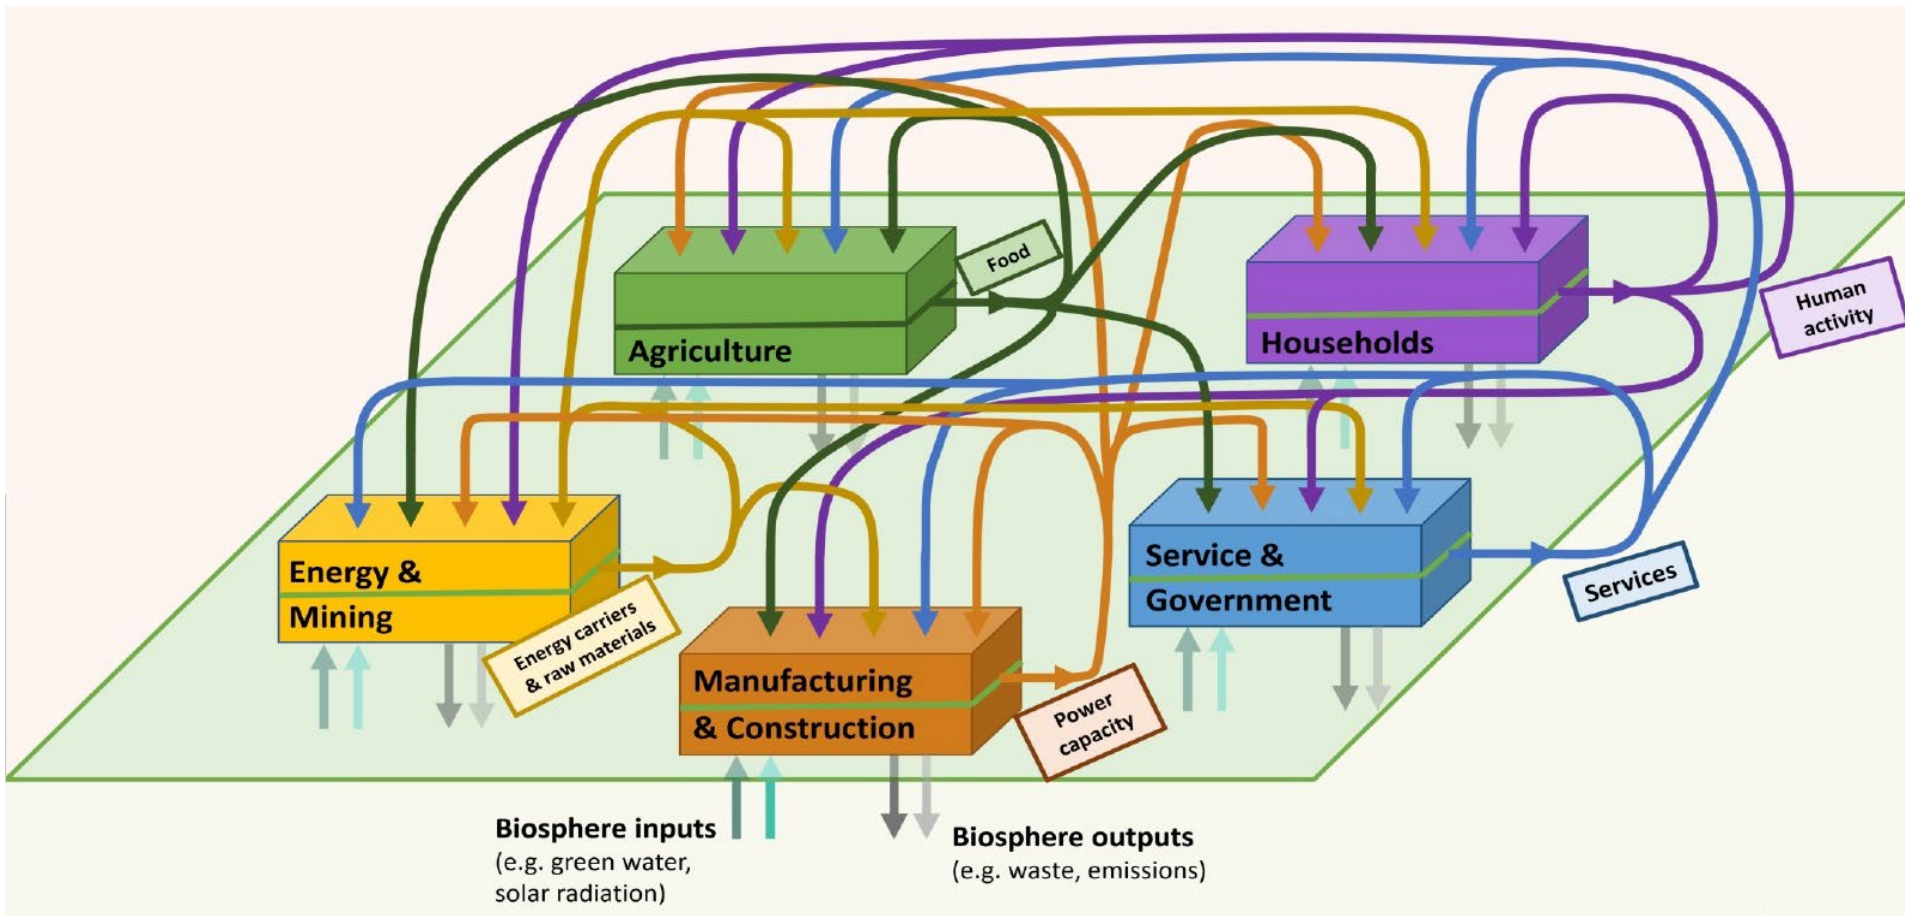 Food
Human
activity
Agriculture
Households
Energy &
Mining
Energy carriers
& raw materials
Service &
Government
Services
Manufacturing
& Construction
Power
capacity
Biosphere inputs
(e.g. green water,
solar radiation)
Biosphere outputs
(e.g. waste, emissions)